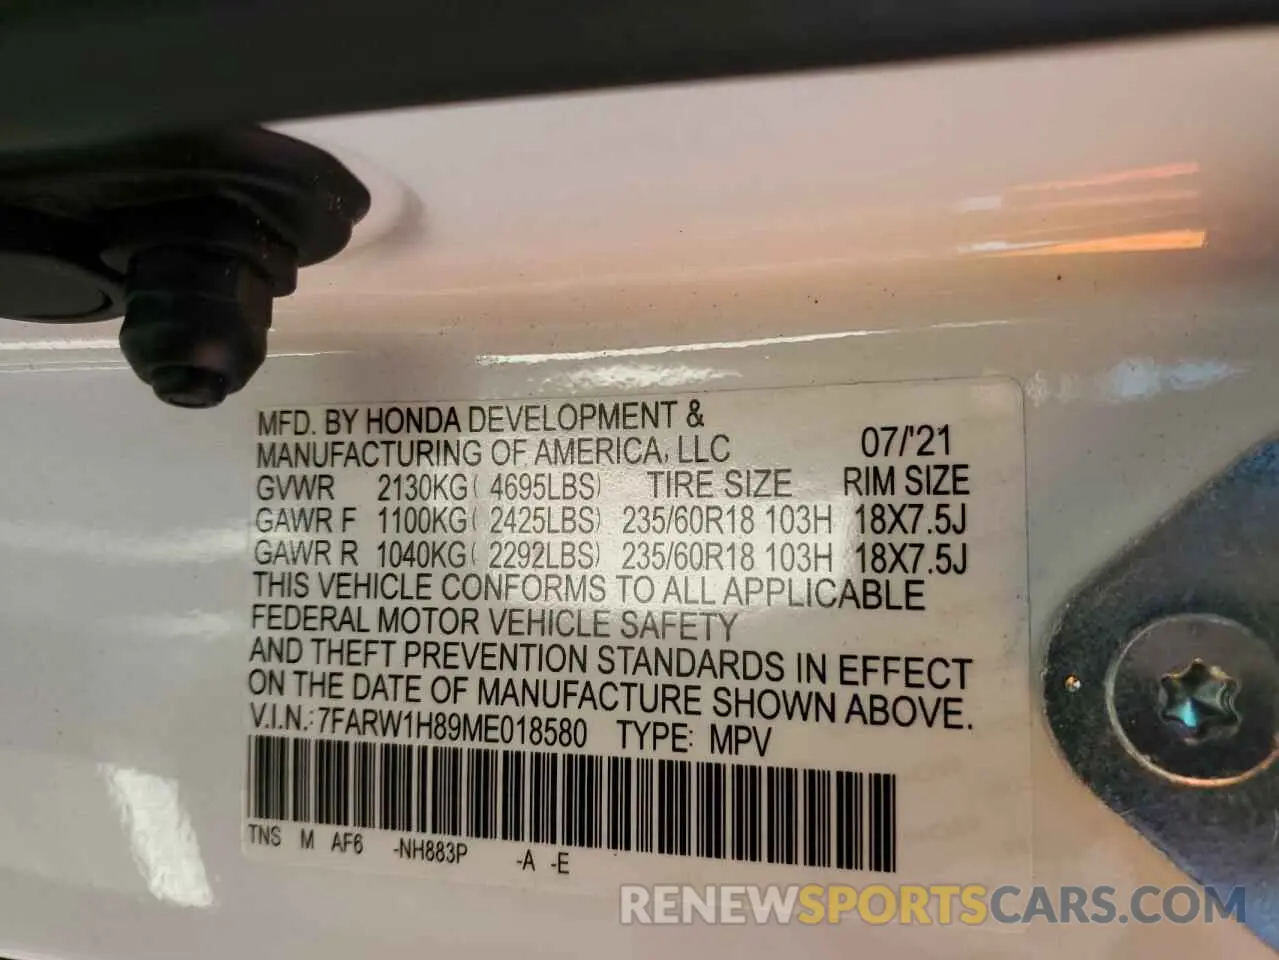 MFD. BY HONDA DEVELOPMENT &
MANUFACTURING OF AMERICA, LLC 07/'21
GVWR 2130KG( 4695LBS) TIRE SIZE RIM SIZE
GAWR F 1100KG( 2425LBS) 235/60R18 103H 18X7.5J
GAWR R 1040KG( 2292LBS) 235/60R18 103H 18X7.5J
THIS VEHICLE CONFORMS TO ALL APPLICABLE
FEDERAL MOTOR VEHICLE SAFETY
AND THEFT PREVENTION STANDARDS IN EFFECT
ON THE DATE OF MANUFACTURE SHOWN ABOVE.
V.I.N.: 7FARW1H89ME018580 TYPE: MPV
TNS M AF6 -NH883P -A -E
RENEWSPORTSCARS.COM